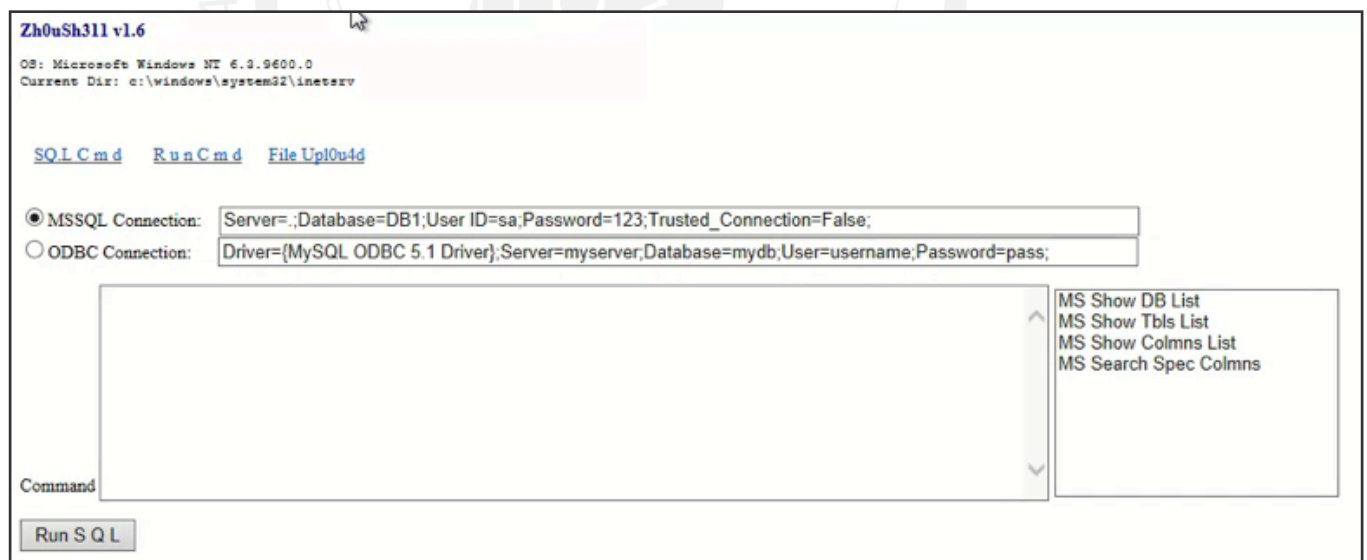 Zh0uSh311 v1.6
OS: Microsoft Windows NT 6.3.9600.0
Current Dir: c:\windows\system32\inetsrv
SQ.L C m d R u n C m d File Upl0u4d
MSSQL Connection: Server=.;Database=DB1;User ID=sa;Password=123;Trusted_Connection=False;
ODBC Connection: Driver={MySQL ODBC 5.1 Driver};Server=myserver;Database=mydb;User=username;Password=pass;
MS Show DB List
MS Show Tbls List
MS Show Colmns List
MS Search Spec Colmns
Command
Run S Q L